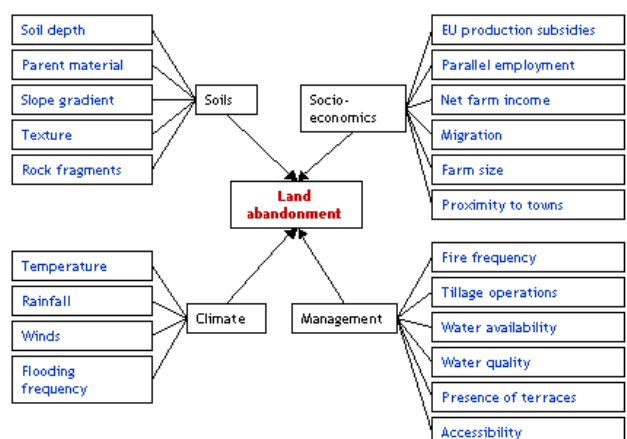 Soil depth
Parent material
Slope gradient
Texture
Rock fragments
Soils
Socio-
economics
EU production subsidies
Parallel employment
Net farm income
Migration
Farm size
Proximity to towns
Land
abandonment
Temperature
Rainfall
Winds
Flooding
frequency
Climate
Management
Fire frequency
Tillage operations
Water availability
Water quality
Presence of terraces
Accessibility